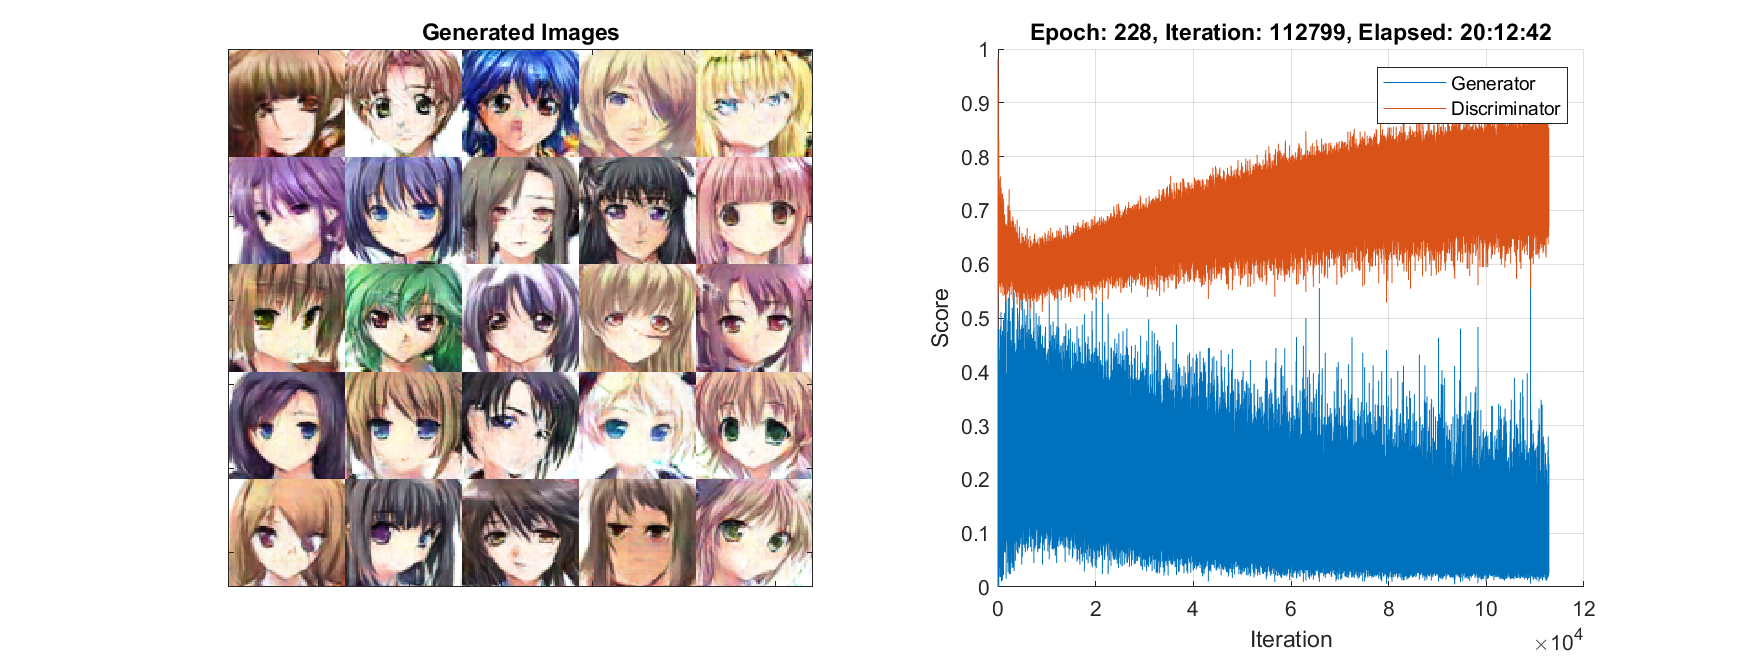 Generated Images
Epoch: 228, Iteration: 112799, Elapsed: 20:12:42
Generator
Discriminator
1
0.9
0.8
0.7
0.6
0.5
0.4
0.3
0.2
0.1
0
Score
0 2 4 6 8 10 12
Iteration
×10⁴